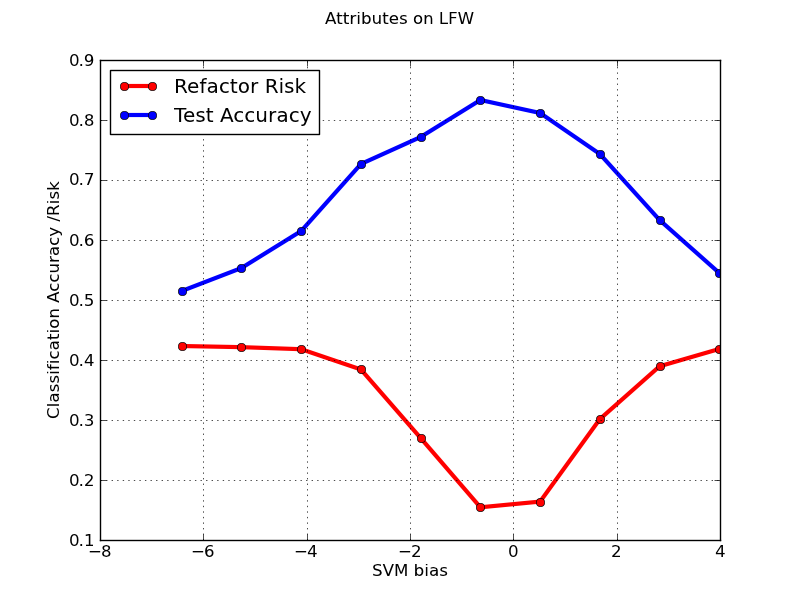 Attributes on LFW
Refactor Risk
Test Accuracy
Classification Accuracy /Risk
0.9
0.8
0.7
0.6
0.5
0.4
0.3
0.2
0.1
−8 −6 −4 −2 0 2 4
SVM bias